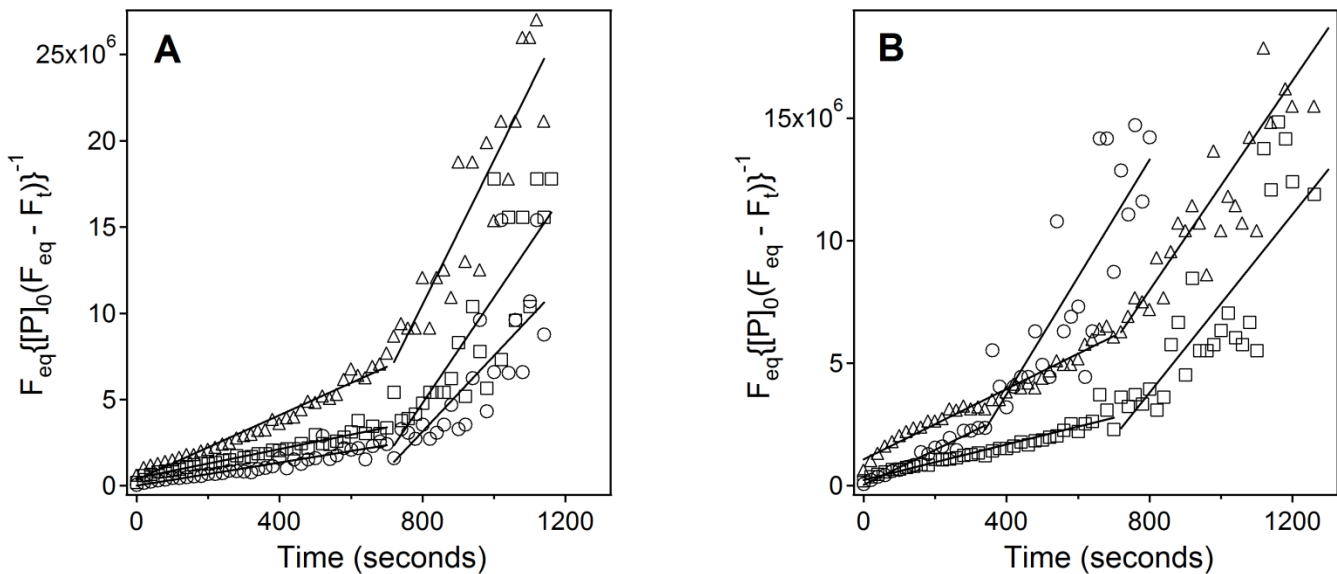 A
F_eq{[P]_0(F_eq - F_t)}^-1
25x10^6
20
15
10
5
0
0
400
800
1200
Time (seconds)
B
F_eq{[P]_0(F_eq - F_t)}^-1
15x10^6
10
5
0
0
400
800
1200
Time (seconds)